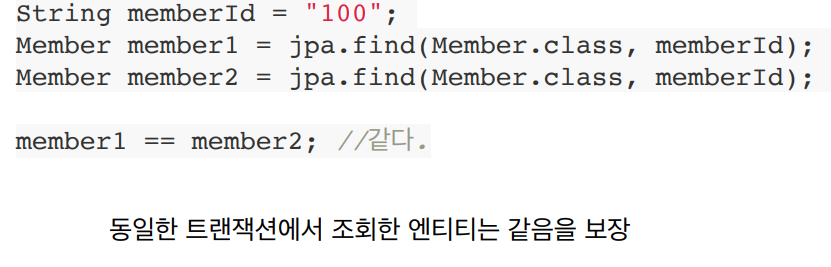 String memberId = "100";
Member member1 = jpa.find(Member.class, memberId);
Member member2 = jpa.find(Member.class, memberId);
member1 == member2; //같다.
동일한 트랜잭션에서 조회한 엔티티는 같음을 보장